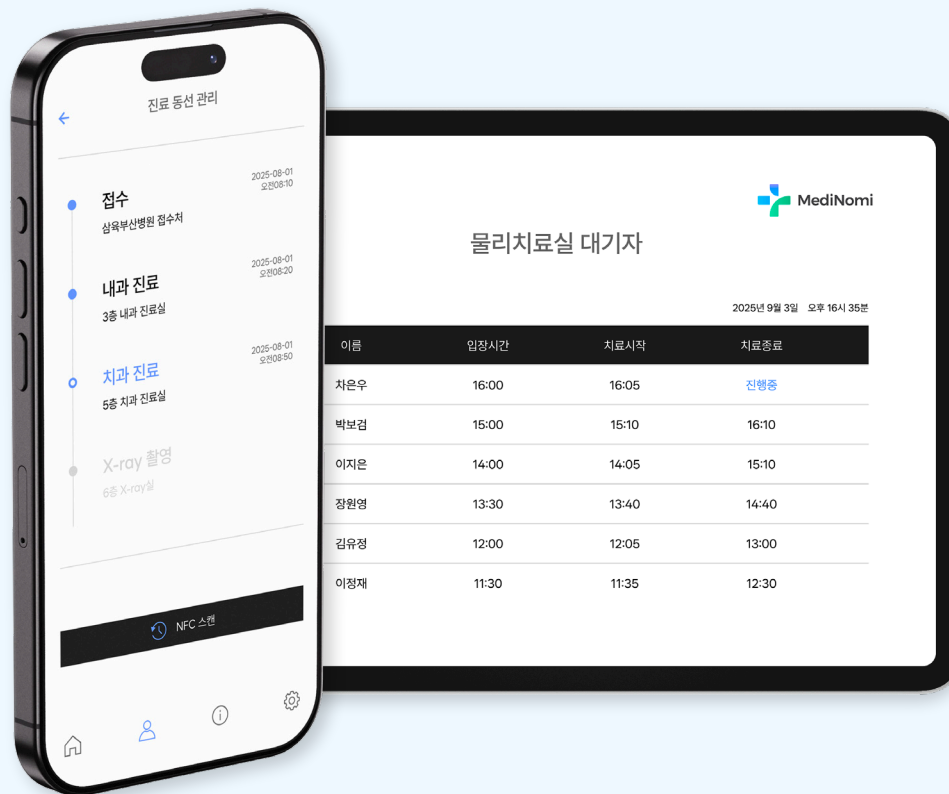 진료 동선 관리
접수
2025-08-01
오전08:10
삼육부산병원 접수처
내과 진료
2025-08-01
오전08:20
3층 내과 진료실
치과 진료
2025-08-01
오전08:50
5층 치과 진료실
X-ray 촬영
6층 X-ray실
NFC 스캔
MediNomi
물리치료실 대기자
2025년 9월 3일 오후 16시 35분
이름 입장시간 치료시작 치료종료
차은우 16:00 16:05 진행중
박보검 15:00 15:10 16:10
이지은 14:00 14:05 15:10
장원영 13:30 13:40 14:40
김유정 12:00 12:05 13:00
이정재 11:30 11:35 12:30